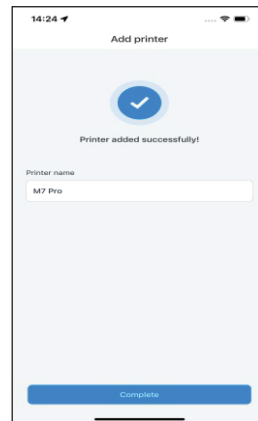 14:24
Add printer
Printer added successfully!
Printer name
M7 Pro
Complete